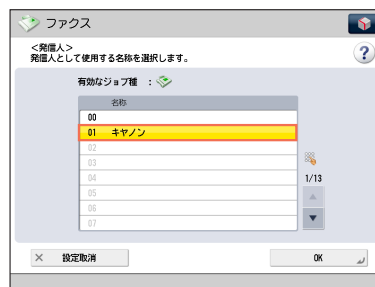 ファクス
<発信人>
発信人として使用する名称を選択します。
?
有効なジョブ種 :
名称
00
01 キヤノン
02
03
04
05
06
07
1/13
× 設定取消
OK